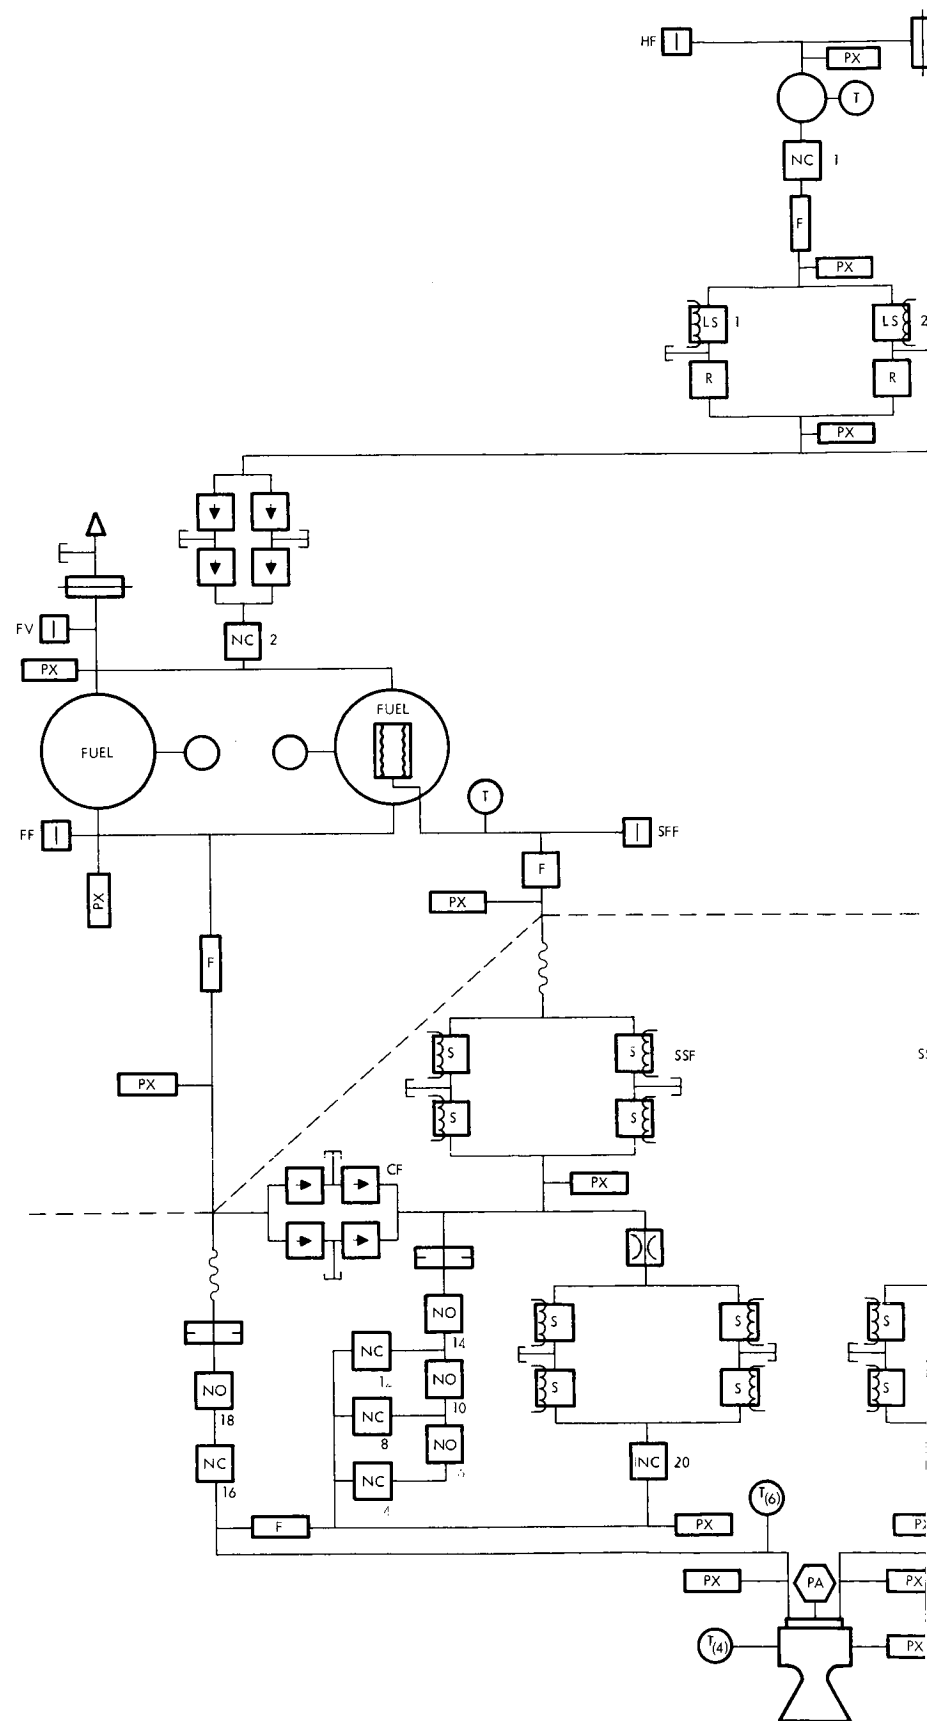 HF
PX
T
NC 1
F
PX
LS 1
LS 2
R
R
PX
FV
NC 2
PX
FUEL
FUEL
T
FF
SFF
F
PX
PX
F
S
S
SSF
PX
S
S
CF
PX
NO
14
NC
S
S
S
NO
10
NO
18
NC
8
S
S
S
NO
NC
16
NC
NC 20
T(6)
F
PX
PX
PA
PX
T(4)
PX